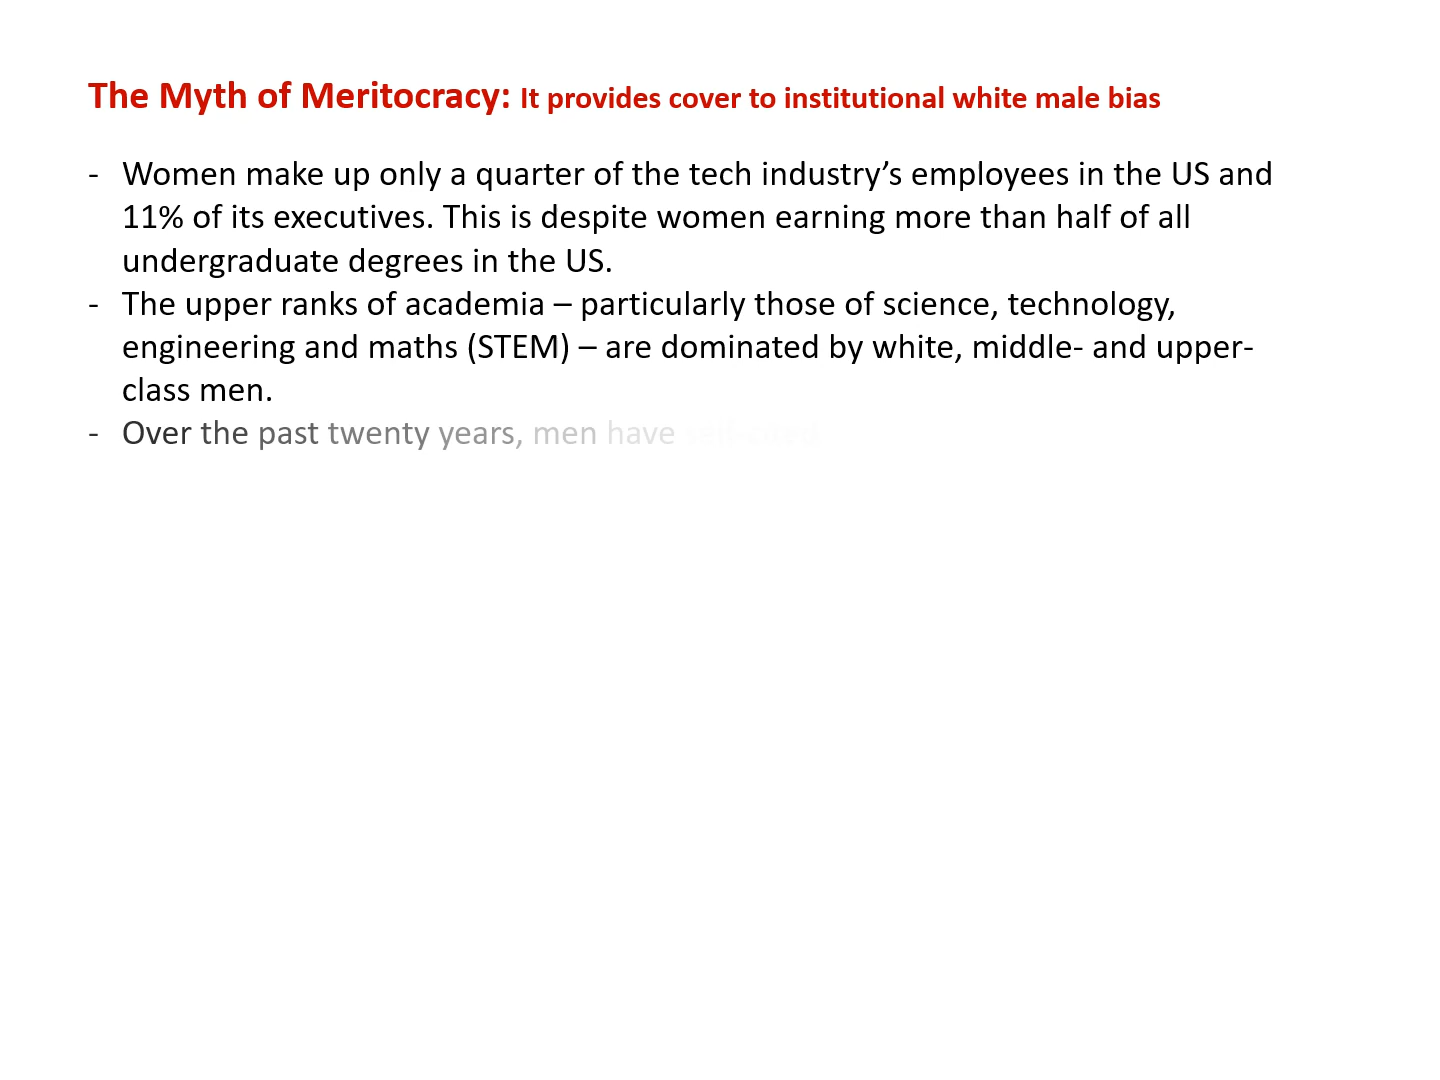 The Myth of Meritocracy: It provides cover to institutional white male bias
- Women make up only a quarter of the tech industry’s employees in the US and
11% of its executives. This is despite women earning more than half of all
undergraduate degrees in the US.
- The upper ranks of academia – particularly those of science, technology,
engineering and maths (STEM) – are dominated by white, middle- and upper-
class men.
- Over the past twenty years, men have